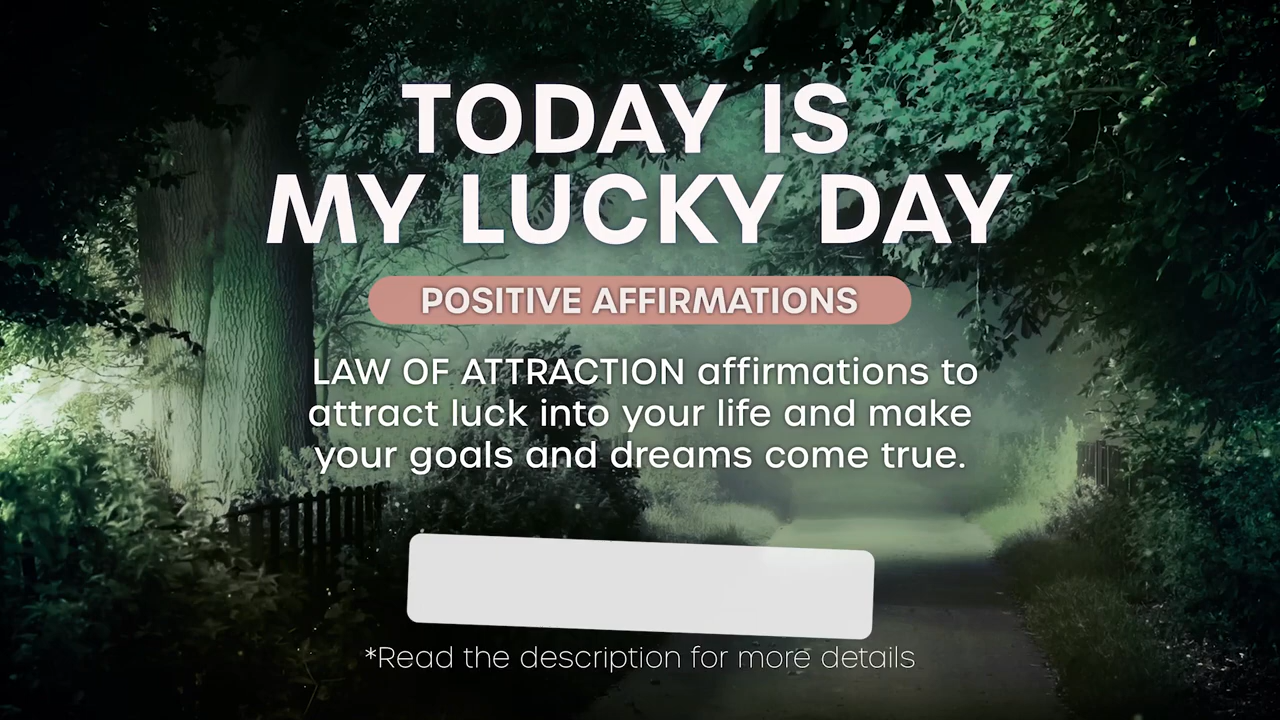 TODAY IS
MY LUCKY DAY
POSITIVE AFFIRMATIONS
LAW OF ATTRACTION affirmations to
attract luck into your life and make
your goals and dreams come true.
*Read the description for more details